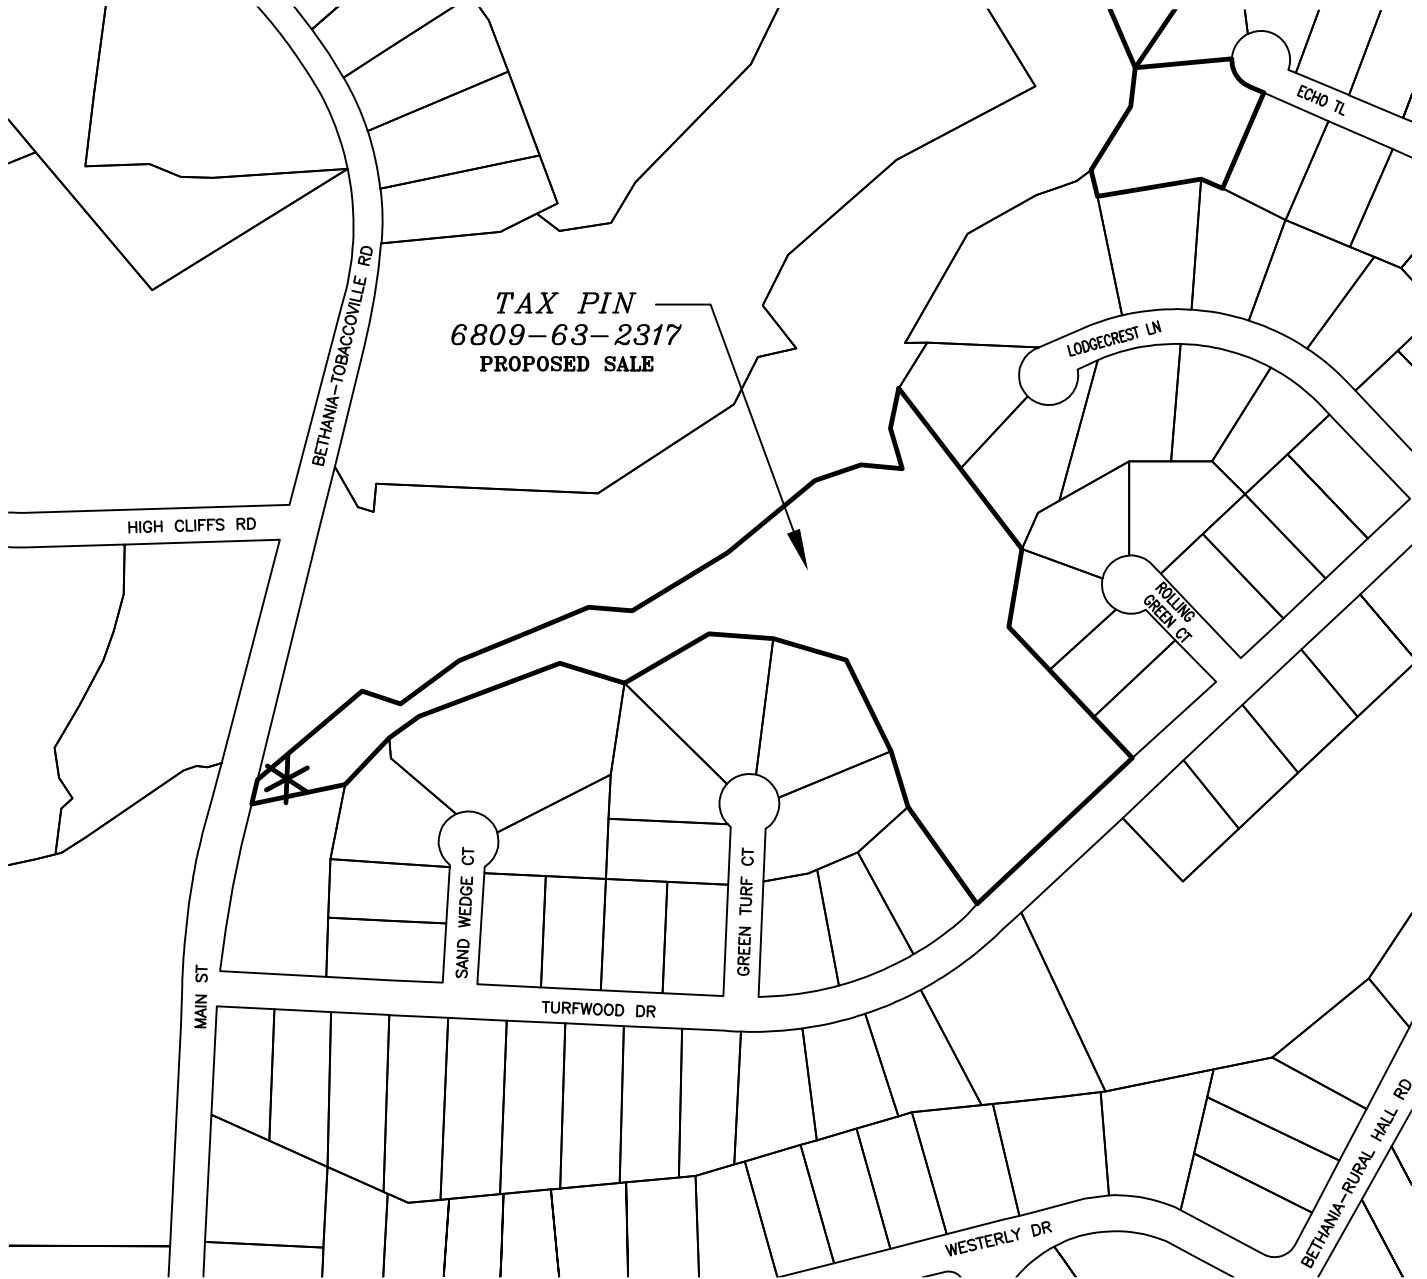 ECHO TL
BETHANIA-TOBACCOVILLE RD
TAX PIN
6809-63-2317
PROPOSED SALE
LODGECREST LN
HIGH CLIFFS RD
ROLLING
GREEN CT
SAND WEDGE CT
GREEN TURF CT
MAIN ST
TURFWOOD DR
WESTERLY DR
BETHANIA-RURAL HALL RD